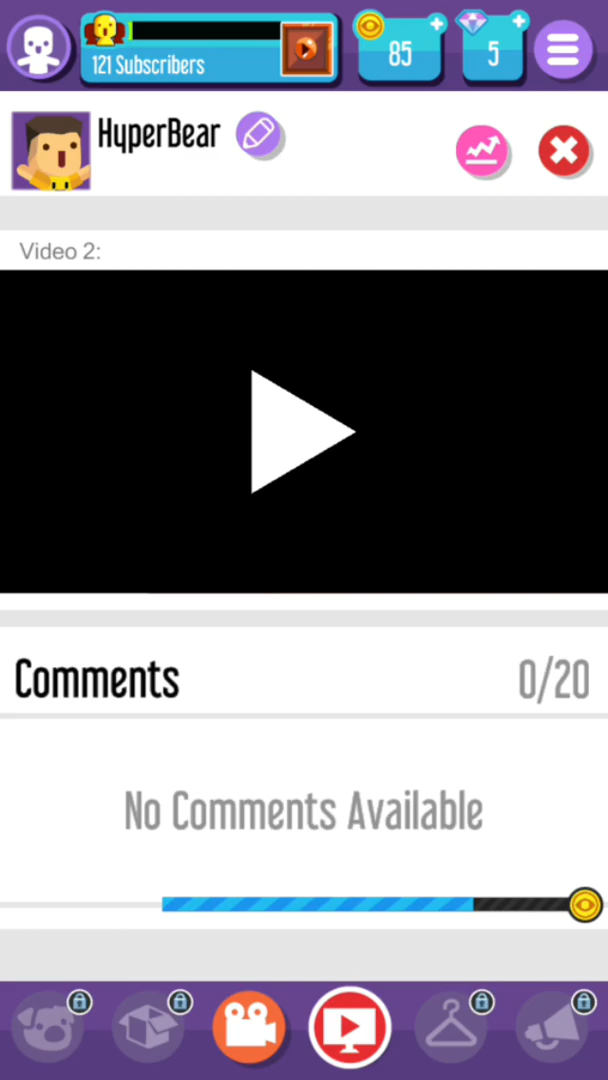 121 Subscribers
85
5
HyperBear
Video 2:
Comments
0/20
No Comments Available